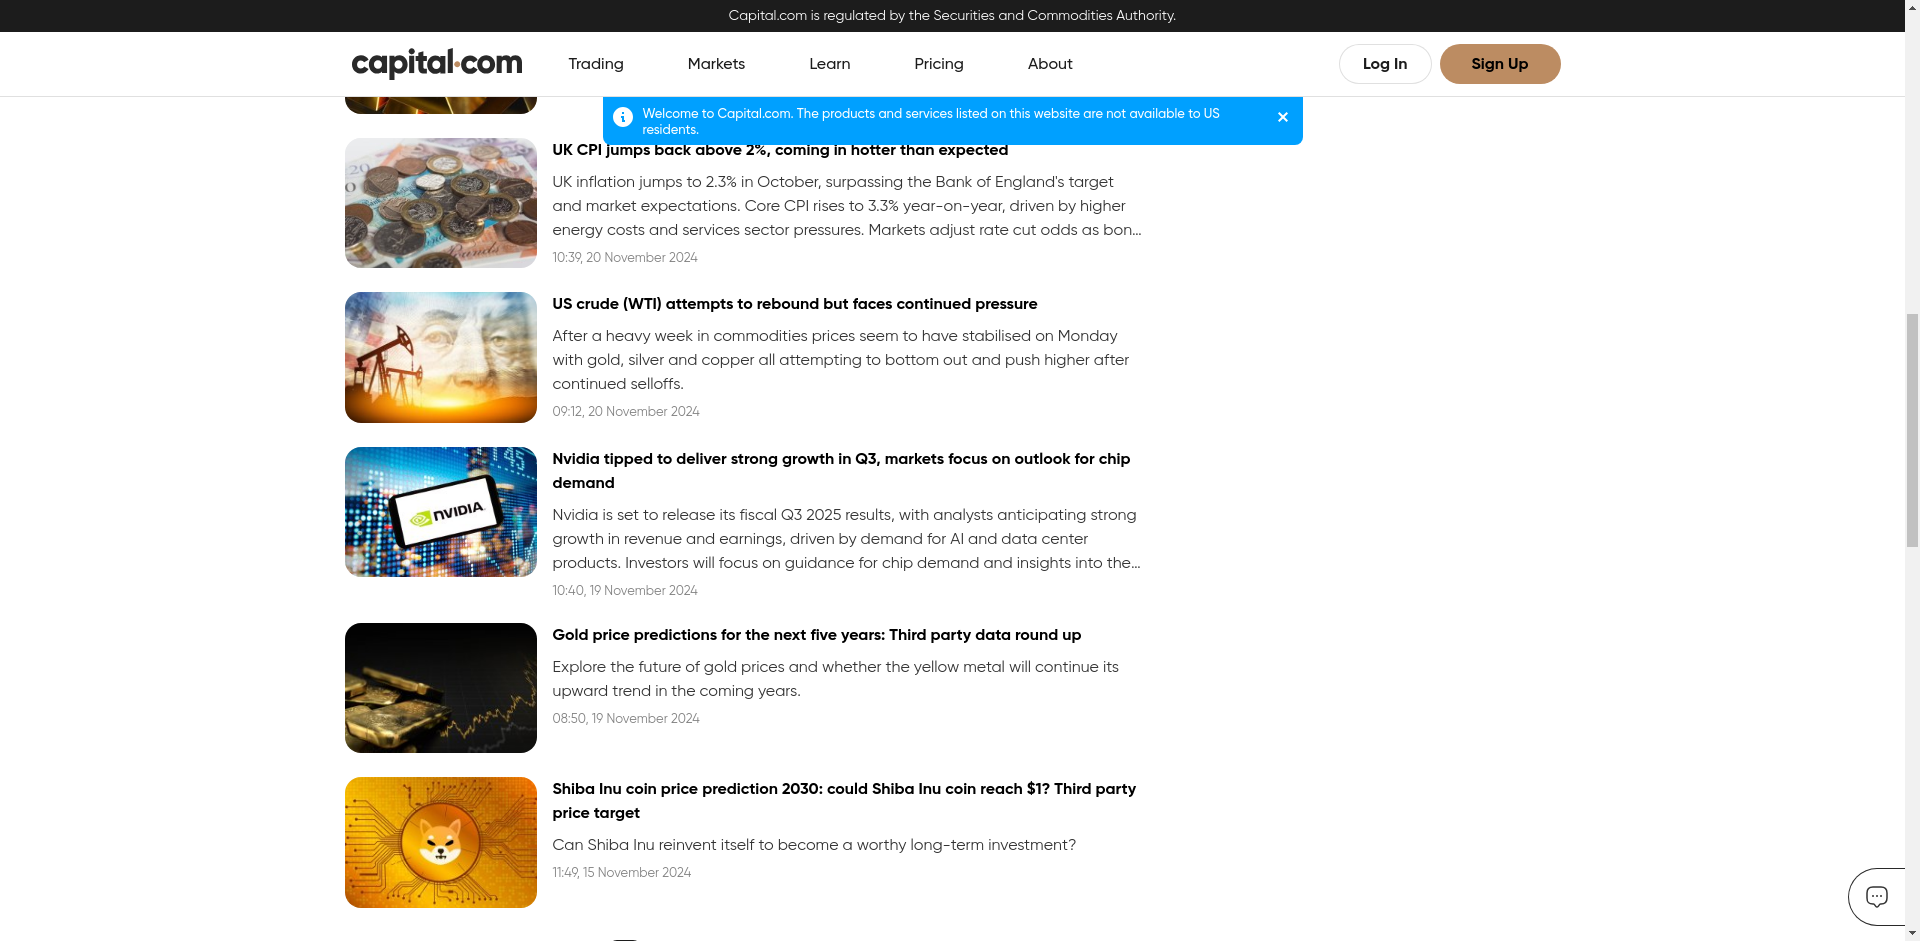 Capital.com is regulated by the Securities and Commodities Authority.
capital.com
Trading
Markets
Learn
Pricing
About
Log In
Sign Up
Welcome to Capital.com. The products and services listed on this website are not available to US
residents.
UK CPI jumps back above 2%, coming in hotter than expected
UK inflation jumps to 2.3% in October, surpassing the Bank of England's target
and market expectations. Core CPI rises to 3.3% year-on-year, driven by higher
energy costs and services sector pressures. Markets adjust rate cut odds as bon...
10:39, 20 November 2024
US crude (WTI) attempts to rebound but faces continued pressure
After a heavy week in commodities prices seem to have stabilised on Monday
with gold, silver and copper all attempting to bottom out and push higher after
continued selloffs.
09:12, 20 November 2024
1.45
NVIDIA
Nvidia tipped to deliver strong growth in Q3, markets focus on outlook for chip
demand
Nvidia is set to release its fiscal Q3 2025 results, with analysts anticipating strong
growth in revenue and earnings, driven by demand for AI and data center
products. Investors will focus on guidance for chip demand and insights into the...
10:40, 19 November 2024
Gold price predictions for the next five years: Third party data round up
Explore the future of gold prices and whether the yellow metal will continue its
upward trend in the coming years.
08:50, 19 November 2024
Shiba Inu coin price prediction 2030: could Shiba Inu coin reach $1? Third party
price target
Can Shiba Inu reinvent itself to become a worthy long-term investment?
11:49, 15 November 2024